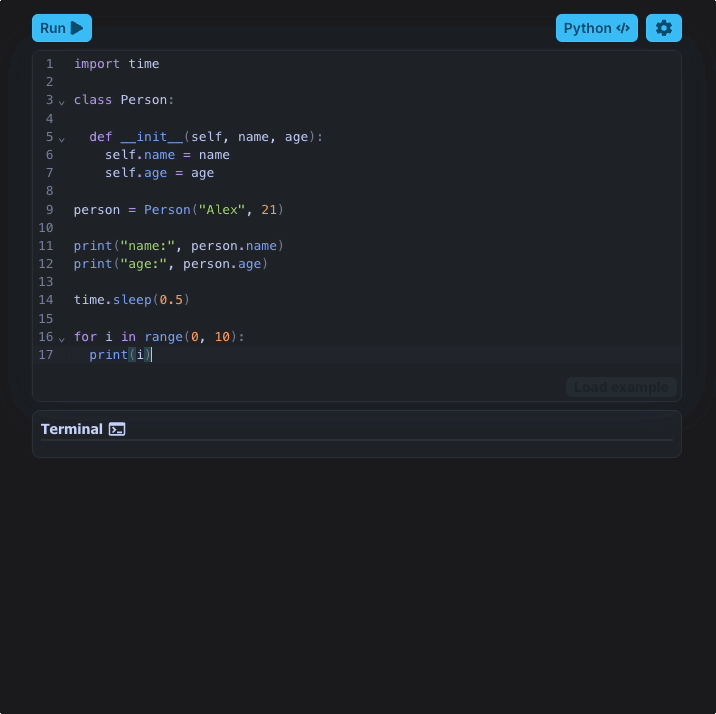 Run
Python
1 import time
2
3 class Person:
4
5   def __init__(self, name, age):
6     self.name = name
7     self.age = age
8
9 person = Person("Alex", 21)
10
11 print("name:", person.name)
12 print("age:", person.age)
13
14 time.sleep(0.5)
15
16 for i in range(0, 10):
17   print(i)
Load example
Terminal